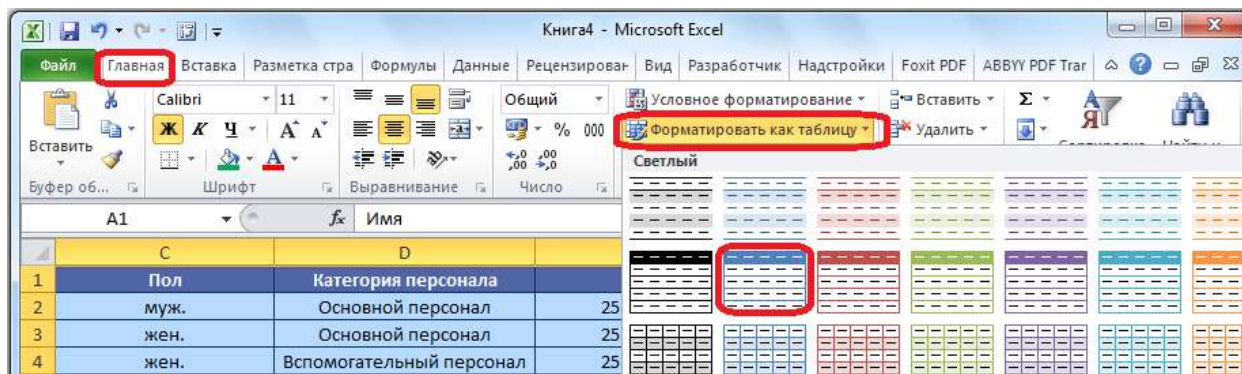 Книга4 - Microsoft Excel
Файл Главная Вставка Разметка стра Формулы Данные Рецензирован Вид Разработчик Надстройки Foxit PDF ABBYY PDF Trar
Calibri 11 Общий Условное форматирование Вставить Σ
Вставить Ж К Ч % 000 Форматировать как таблицу Удалить
Буфер об... Шрифт Выравнивание Число Светлый
A1 fx Имя
C D
1 Пол Категория персонала
2 муж. Основной персонал 25
3 жен. Основной персонал 25
4 жен. Вспомогательный персонал 25